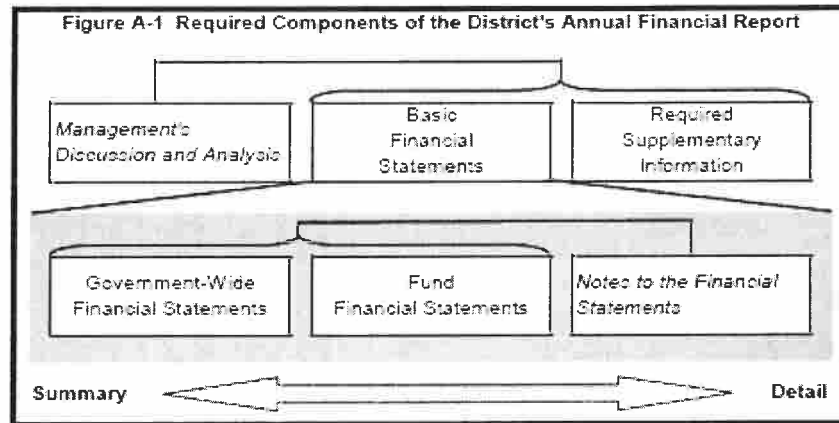 Figure A-1 Required Components of the District's Annual Financial Report
Management's
Discussion and Analysis
Basic
Financial
Statements
Required
Supplementary
Information
Government-Wide
Financial Statements
Fund
Financial Statements
Notes to the Financial
Statements
Summary
Detail